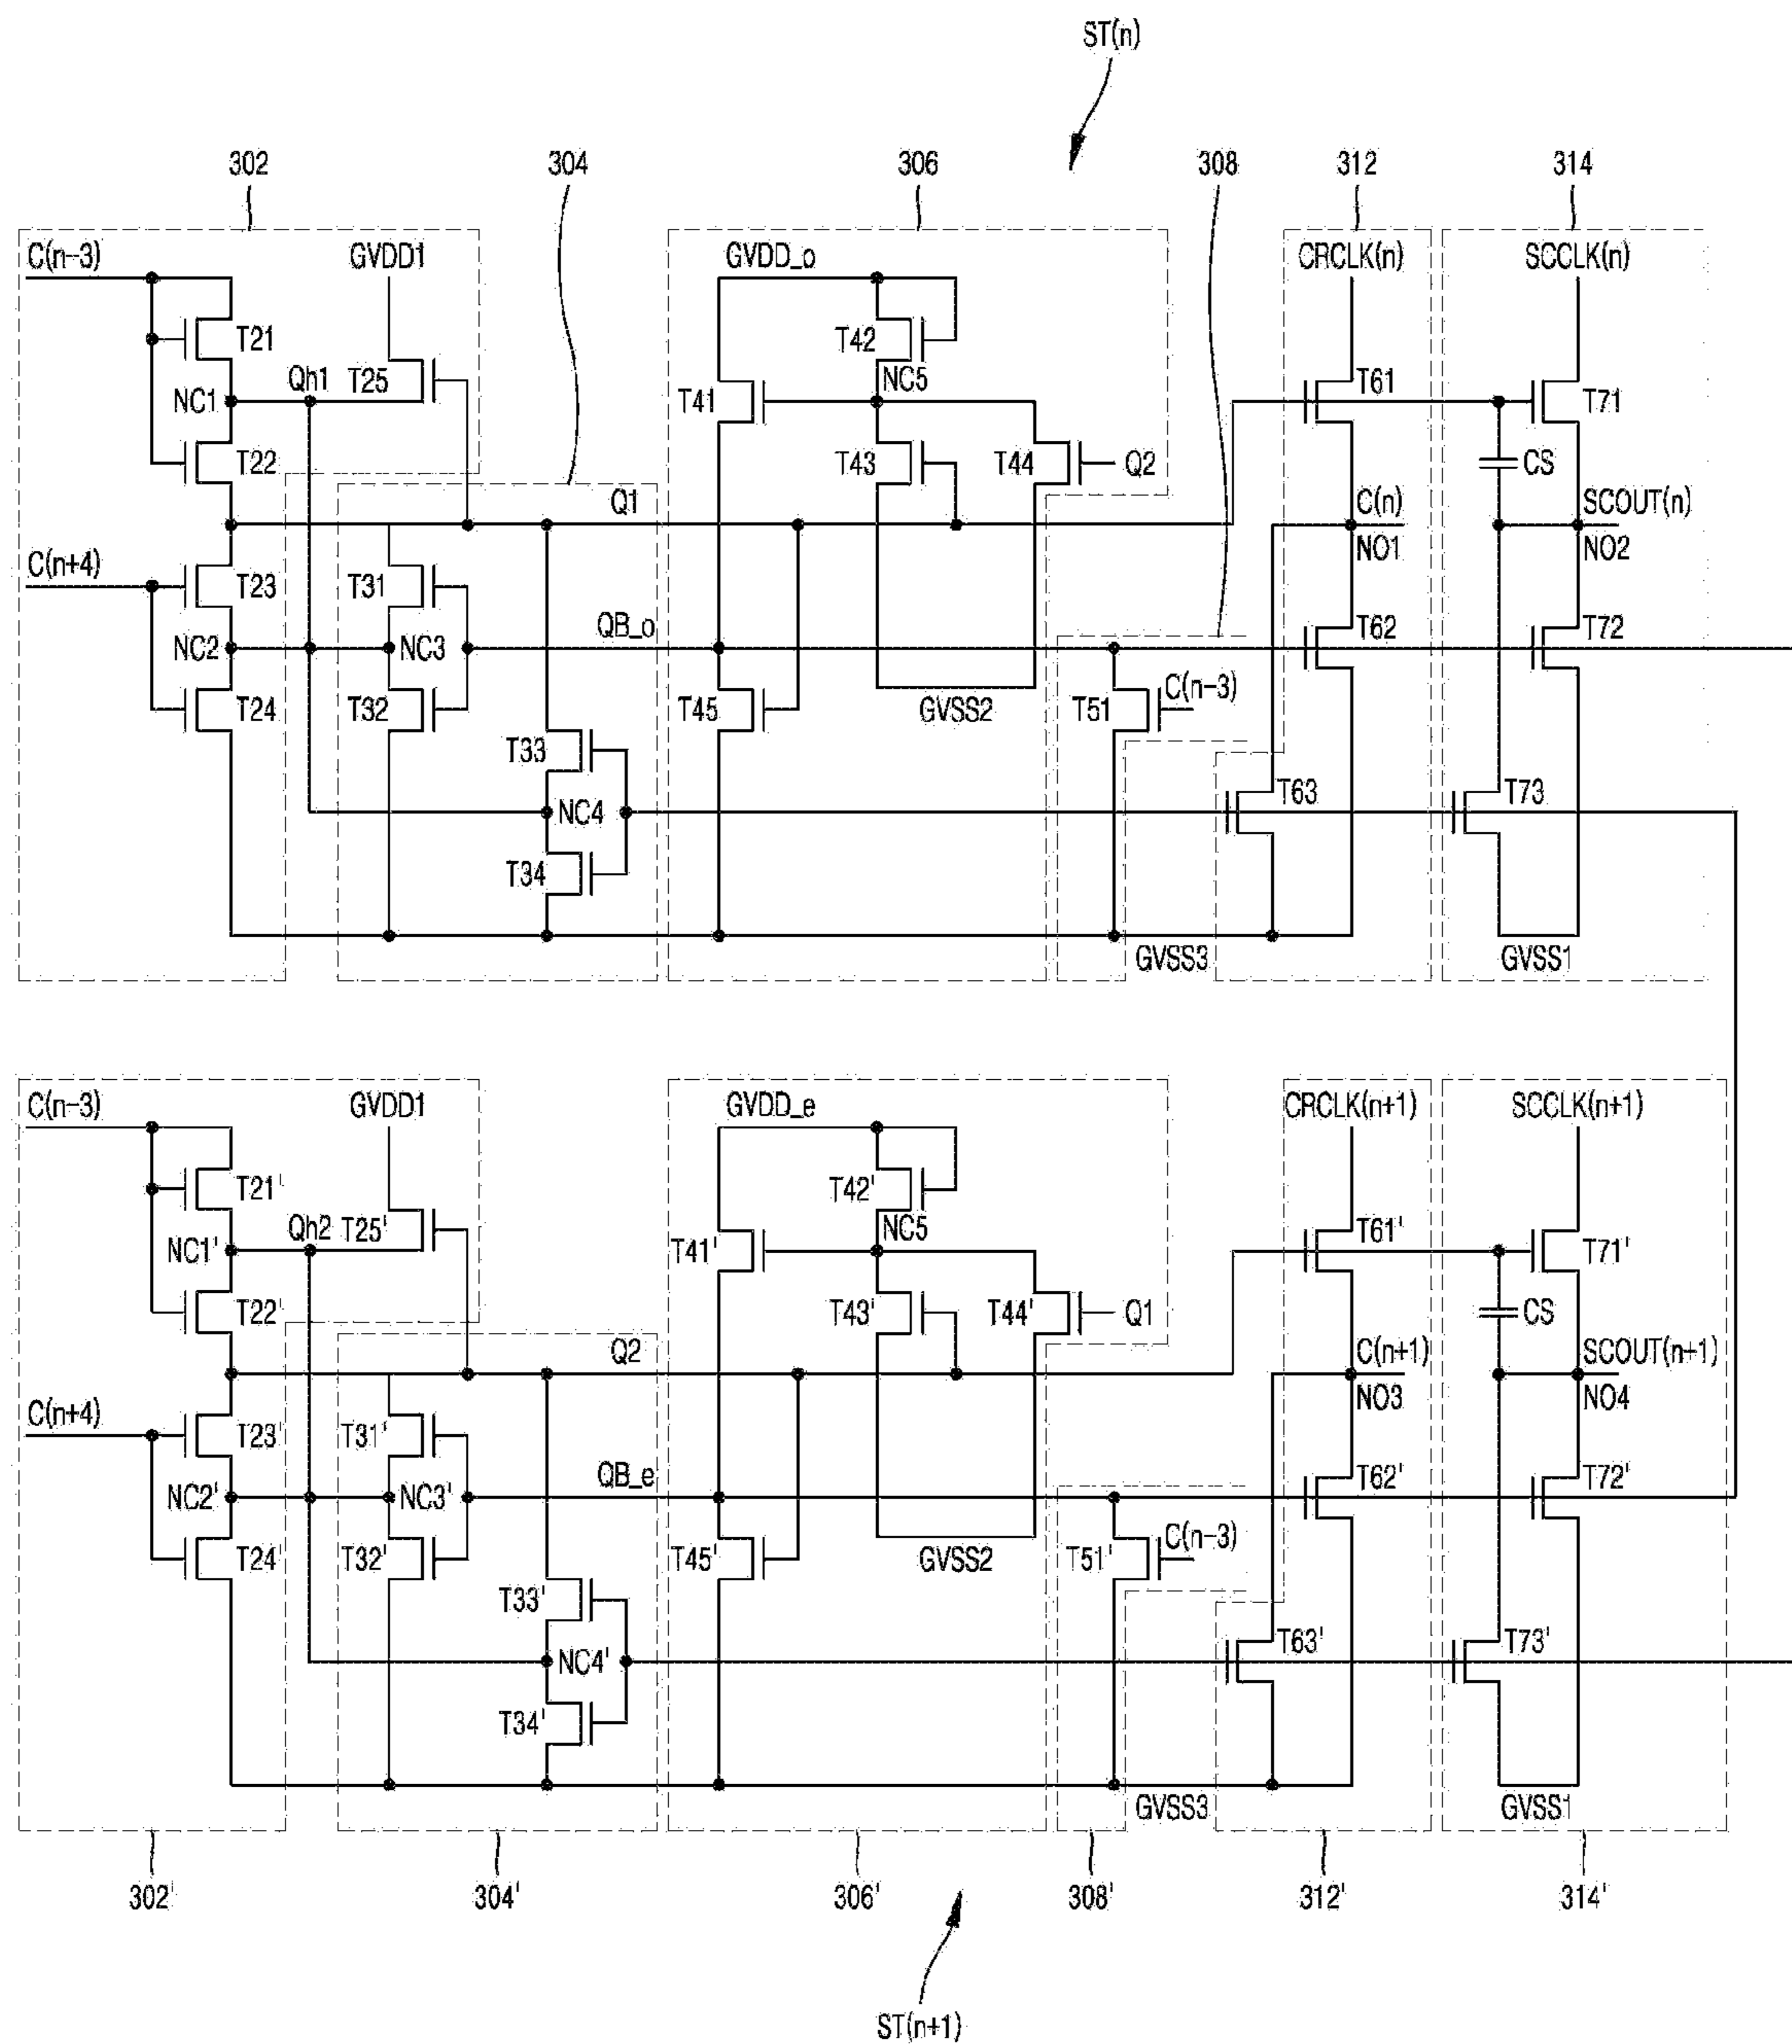 ST(n)
302 304 306 308 312 314
C(n-3) GVDD1 GVDD_o CRCLK(n) SCCLK(n)
T21 T42
Qh1 T25 NC5 T61
NC1 T41 T71
T22 T43 T44 Q2 CS
Q1 C(n) SCOUT(n)
NO1 NO2
C(n+4) T23 T31
QB_o T62 T72
NC2 NC3
T24 T32 T45 GVSS2 T51 C(n-3)
T33
NC4 T63 T73
T34
GVSS3 GVSS1
C(n-3) GVDD1 GVDD_e CRCLK(n+1) SCCLK(n+1)
T21' T42'
Qh2 T25' NC5 T61'
NC1' T41' T71'
T22' T43' T44' Q1 CS
Q2 C(n+1) SCOUT(n+1)
NO3 NO4
C(n+4) T23' T31'
QB_e T62' T72'
NC2' NC3'
T24' T32' T45' GVSS2 T51' C(n-3)
T33'
NC4' T63' T73'
T34'
GVSS3 GVSS1
302' 304' 306' 308' 312' 314'
ST(n+1)